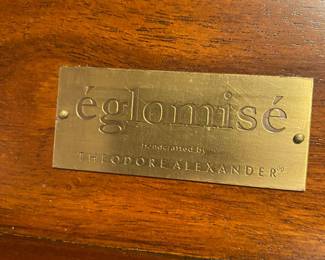 églomisé
Handcrafted by
THEODORE ALEXANDER®